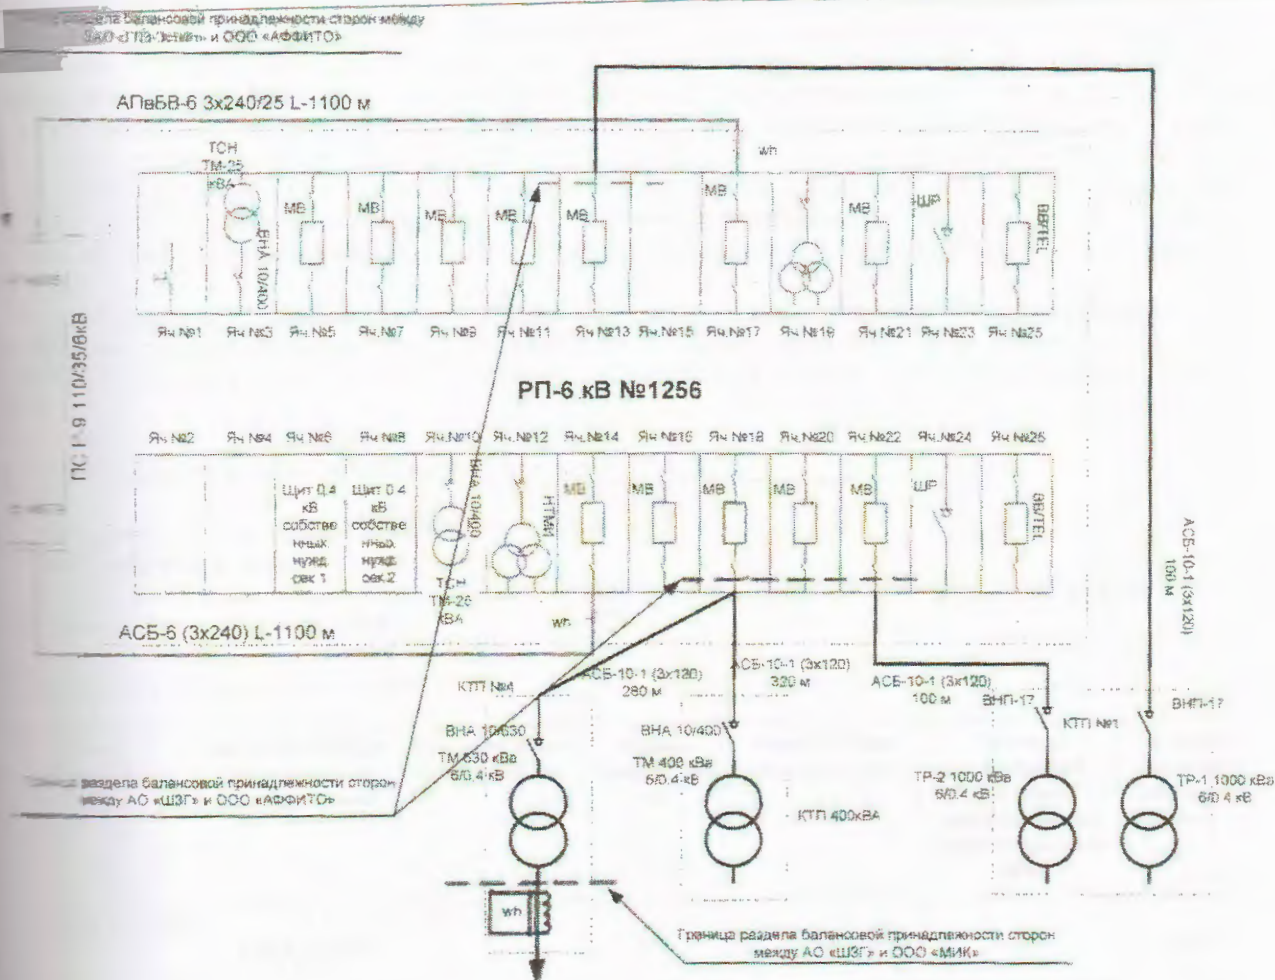 раздела балансовой принадлежности сторон между
и ООО «АФФИТО»
АПвБВ-6 3х240/25 L-1100 м
ТСН
ТМ-25
кВА
ВНА 10/400
МВ
МВ
МВ
МВ
МВ
wh
МВ
МВ
ШР
BB/TEL
Яч.№1 Яч.№3 Яч.№5 Яч.№7 Яч.№9 Яч.№11 Яч.№13 Яч.№15 Яч.№17 Яч.№19 Яч.№21 Яч.№23 Яч.№25
110/35/6кВ
РП-6 кВ №1256
Яч.№2 Яч.№4 Яч.№6 Яч.№8 Яч.№10 Яч.№12 Яч.№14 Яч.№16 Яч.№18 Яч.№20 Яч.№22 Яч.№24 Яч.№26
Щит 0,4
кВ
собстве
нных
нужд
сек 1
Щит 0,4
кВ
собстве
нных
нужд
сек.2
ВНА 10/400
ТСН
ТМ-25
кВА
НТМИ
МВ
МВ
МВ
МВ
МВ
ШР
BB/TEL
АСБ-10-1 (3х120)
100 м
АСБ-6 (3х240) L-1100 м
wh
КТП №4
АСБ-10-1 (3х120)
280 м
АСБ-10-1 (3х120)
320 м
АСБ-10-1 (3х120)
100 м
ВНА 10/630
ТМ 630 кВа
6/0.4 кВ
ВНА 10/400
ТМ 400 кВа
6/0.4 кВ
КТП 400кВА
ВНП-17
КТП №1
ВНП-17
ТР-2 1000 кВа
6/0.4 кВ
ТР-1 1000 кВа
6/0.4 кВ
раздела балансовой принадлежности сторон
между АО «ШЗГ» и ООО «АФФИТО»
wh
Граница раздела балансовой принадлежности сторон
между АО «ШЗГ» и ООО «МИК»